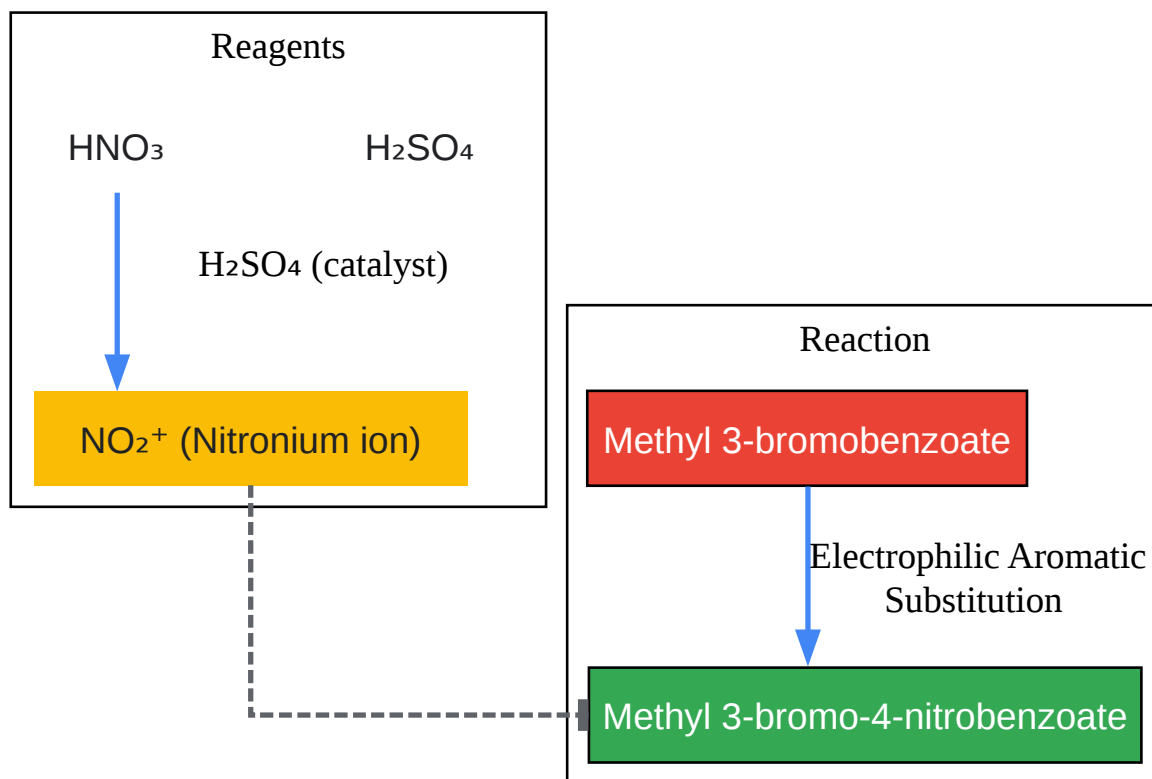 Reagents
HNO₃
H₂SO₄
H₂SO₄ (catalyst)
NO₂⁺ (Nitronium ion)
Reaction
Methyl 3-bromobenzoate
Electrophilic Aromatic
Substitution
Methyl 3-bromo-4-nitrobenzoate